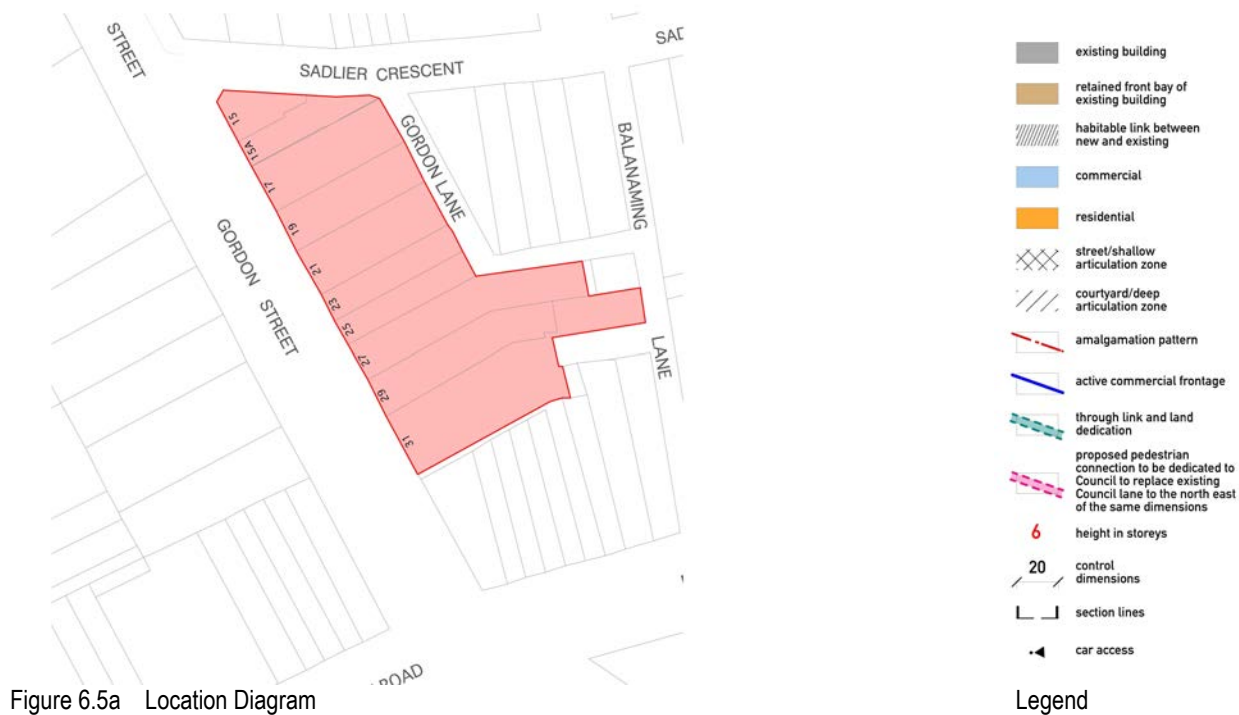 STREET
SAD
SADLIER CRESCENT
GORDON LANE
BALANAMING
LANE
15
15A
17
19
21
23
25
27
29
31
GORDON STREET
ROAD
Figure 6.5a Location Diagram
existing building
retained front bay of
existing building
habitable link between
new and existing
commercial
residential
street/shallow
articulation zone
courtyard/deep
articulation zone
amalgamation pattern
active commercial frontage
through link and land
dedication
proposed pedestrian
connection to be dedicated to
Council to replace existing
Council lane to the north east
of the same dimensions
6
height in storeys
20
control
dimensions
section lines
car access
Legend